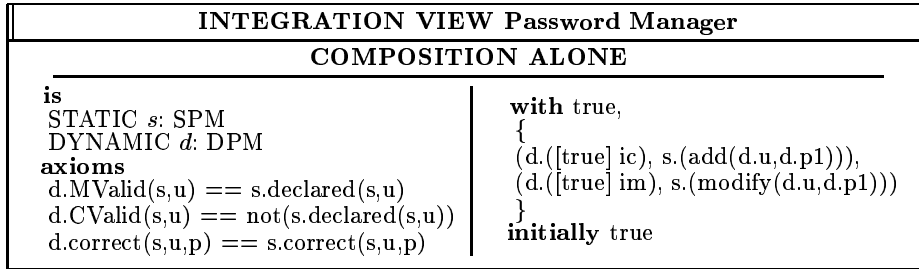 INTEGRATION VIEW Password Manager
COMPOSITION ALONE
is
STATIC s: SPM
DYNAMIC d: DPM
axioms
d.MValid(s,u) == s.declared(s,u)
d.CValid(s,u) == not(s.declared(s,u))
d.correct(s,u,p) == s.correct(s,u,p)
with true,
{
(d.([true] ic), s.(add(d.u,d.p1))),
(d.([true] im), s.(modify(d.u,d.p1)))
}
initially true